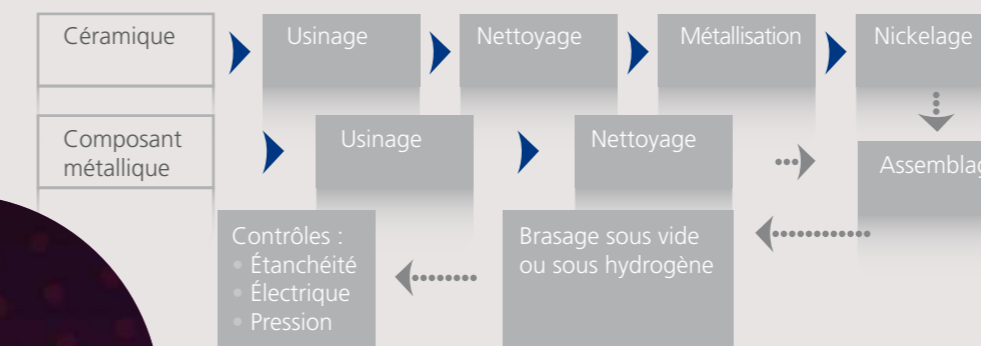 Céramique
Usinage
Nettoyage
Métallisation
Nickelage
Composant
métallique
Usinage
Nettoyage
Assemblag
Brasage sous vide
ou sous hydrogène
Contrôles :
• Étanchéité
• Électrique
• Pression